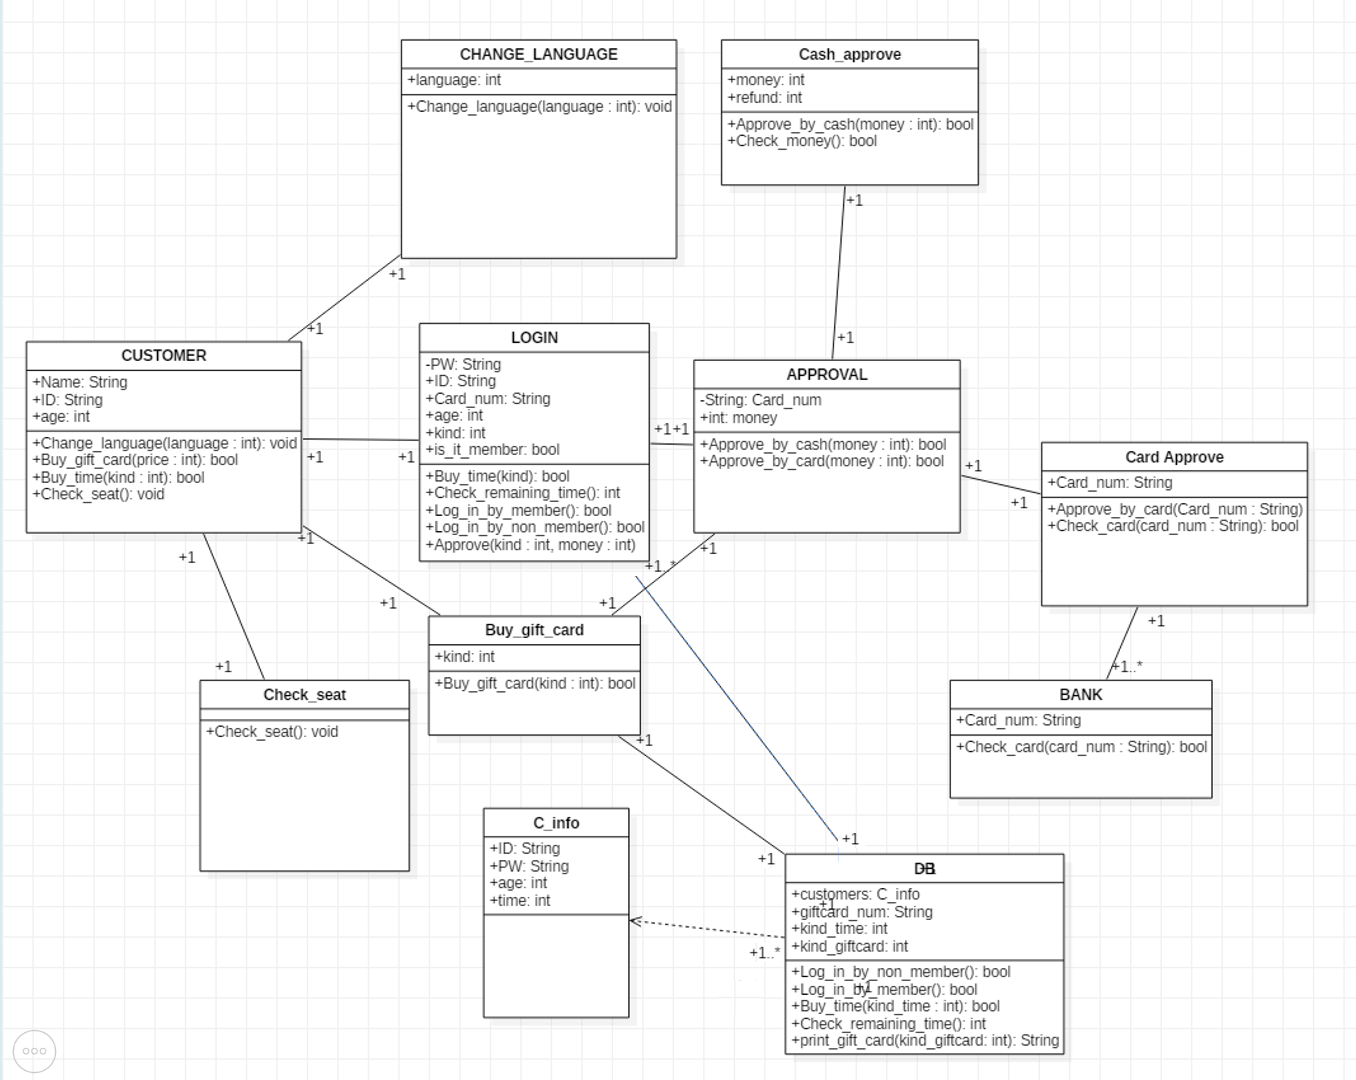 CHANGE_LANGUAGE
+language: int
+Change_language(language : int): void
Cash_approve
+money: int
+refund: int
+Approve_by_cash(money : int): bool
+Check_money(): bool
+1
+1
+1
+1
CUSTOMER
+Name: String
+ID: String
+age: int
+Change_language(language : int): void
+Buy_gift_card(price : int): bool
+Buy_time(kind : int): bool
+Check_seat(): void
+1
+1
LOGIN
-PW: String
+ID: String
+Card_num: String
+age: int
+kind: int
+is_it_member: bool
+Buy_time(kind): bool
+Check_remaining_time(): int
+Log_in_by_member(): bool
+Log_in_by_non_member(): bool
+Approve(kind : int, money : int)
+1+1
APPROVAL
-String: Card_num
+int: money
+Approve_by_cash(money : int): bool
+Approve_by_card(money : int): bool
+1
+1
Card Approve
+Card_num: String
+Approve_by_card(Card_num : String)
+Check_card(card_num : String): bool
+1
+1
+1
+1..*
+1
+1
+1
+1..*
+1
Check_seat
+Check_seat(): void
Buy_gift_card
+kind: int
+Buy_gift_card(kind : int): bool
+1
BANK
+Card_num: String
+Check_card(card_num : String): bool
C_info
+ID: String
+PW: String
+age: int
+time: int
+1
+1
+1..*
DB
+customers: C_info
+1
+giftcard_num: String
+kind_time: int
+kind_giftcard: int
+Log_in_by_non_member(): bool
+Log_in_by_member(): bool
+1
+Buy_time(kind_time : int): bool
+Check_remaining_time(): int
+print_gift_card(kind_giftcard: int): String